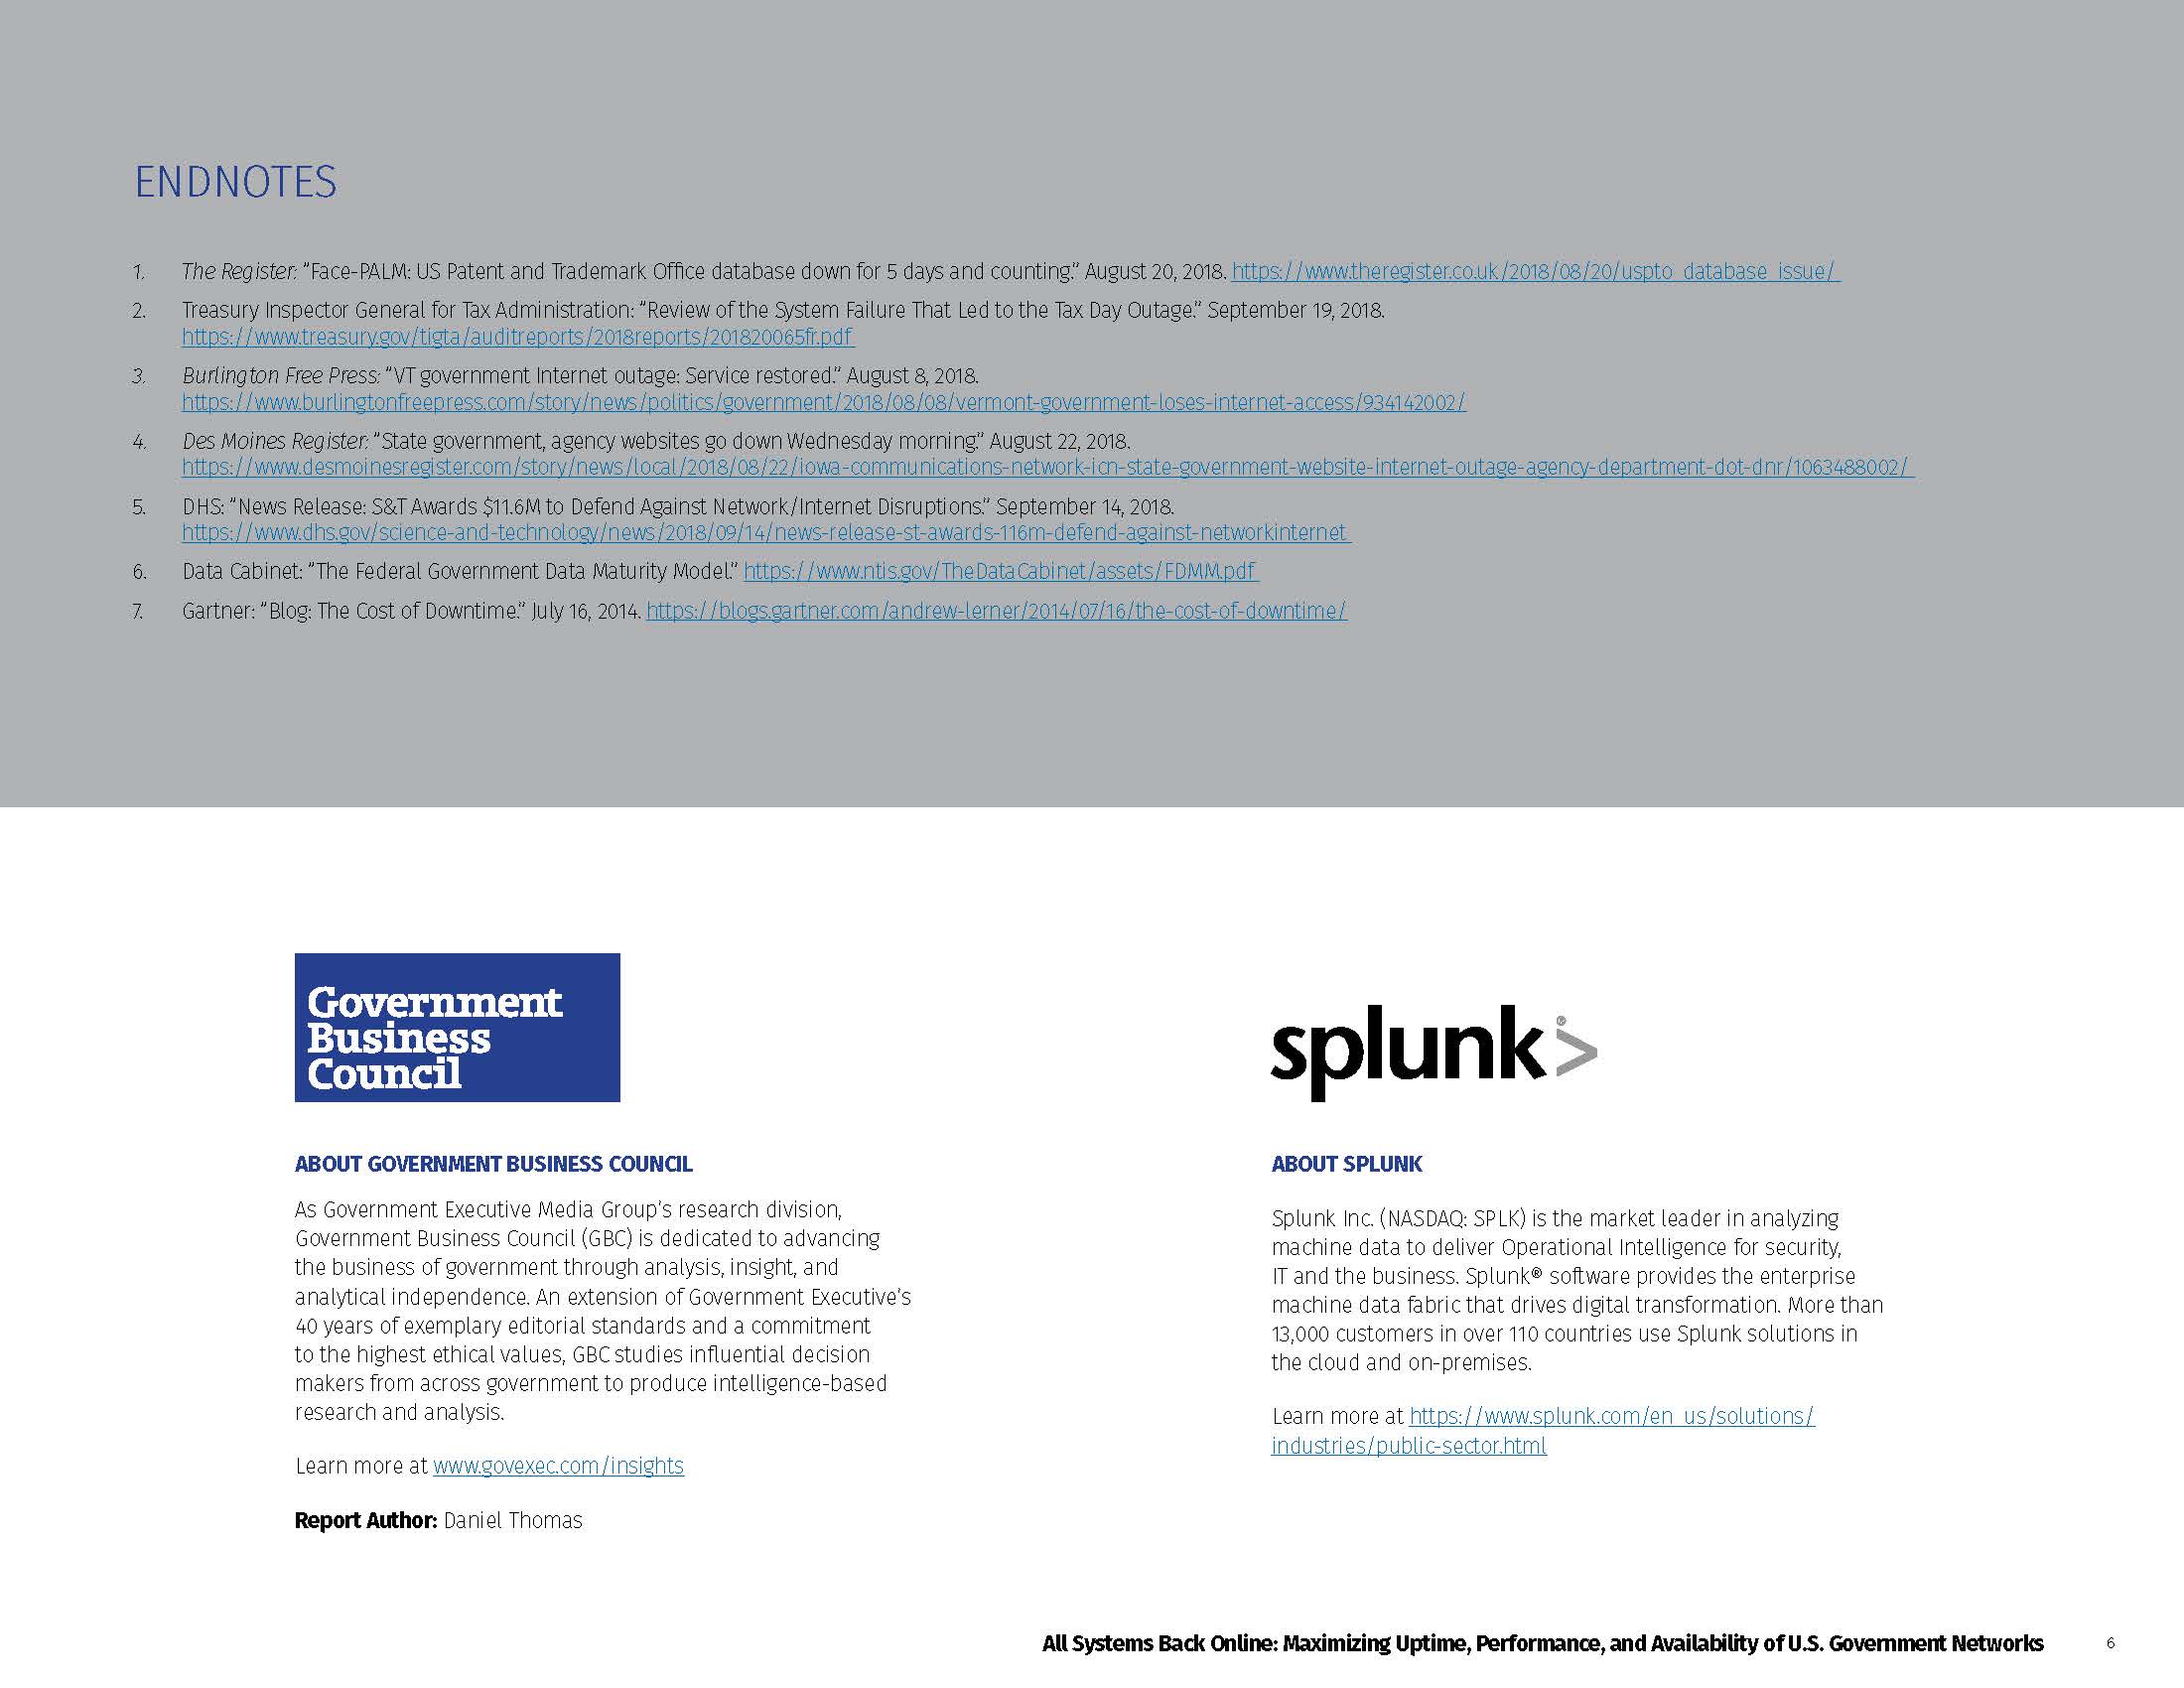 ENDNOTES
1. The Register: “Face-PALM: US Patent and Trademark Office database down for 5 days and counting.” August 20, 2018. https://www.theregister.co.uk/2018/08/20/uspto_database_issue/
2. Treasury Inspector General for Tax Administration: “Review of the System Failure That Led to the Tax Day Outage.” September 19, 2018.
https://www.treasury.gov/tigta/auditreports/2018reports/201820065fr.pdf
3. Burlington Free Press: “VT government Internet outage: Service restored.” August 8, 2018.
https://www.burlingtonfreepress.com/story/news/politics/government/2018/08/08/vermont-government-loses-internet-access/934142002/
4. Des Moines Register: “State government, agency websites go down Wednesday morning.” August 22, 2018.
https://www.desmoinesregister.com/story/news/local/2018/08/22/iowa-communications-network-icn-state-government-website-internet-outage-agency-department-dot-dnr/1063488002/
5. DHS: “News Release: S&T Awards $11.6M to Defend Against Network/Internet Disruptions.” September 14, 2018.
https://www.dhs.gov/science-and-technology/news/2018/09/14/news-release-st-awards-116m-defend-against-networkinternet
6. Data Cabinet: “The Federal Government Data Maturity Model.” https://www.ntis.gov/TheDataCabinet/assets/FDMM.pdf
7. Gartner: “Blog: The Cost of Downtime.” July 16, 2014. https://blogs.gartner.com/andrew-lerner/2014/07/16/the-cost-of-downtime/
Government
Business
Council
ABOUT GOVERNMENT BUSINESS COUNCIL
As Government Executive Media Group's research division,
Government Business Council (GBC) is dedicated to advancing
the business of government through analysis, insight, and
analytical independence. An extension of Government Executive's
40 years of exemplary editorial standards and a commitment
to the highest ethical values, GBC studies influential decision
makers from across government to produce intelligence-based
research and analysis.
Learn more at www.govexec.com/insights
Report Author: Daniel Thomas
splunk>®
ABOUT SPLUNK
Splunk Inc. (NASDAQ: SPLK) is the market leader in analyzing
machine data to deliver Operational Intelligence for security,
IT and the business. Splunk® software provides the enterprise
machine data fabric that drives digital transformation. More than
13,000 customers in over 110 countries use Splunk solutions in
the cloud and on-premises.
Learn more at https://www.splunk.com/en_us/solutions/
industries/public-sector.html
All Systems Back Online: Maximizing Uptime, Performance, and Availability of U.S. Government Networks 6